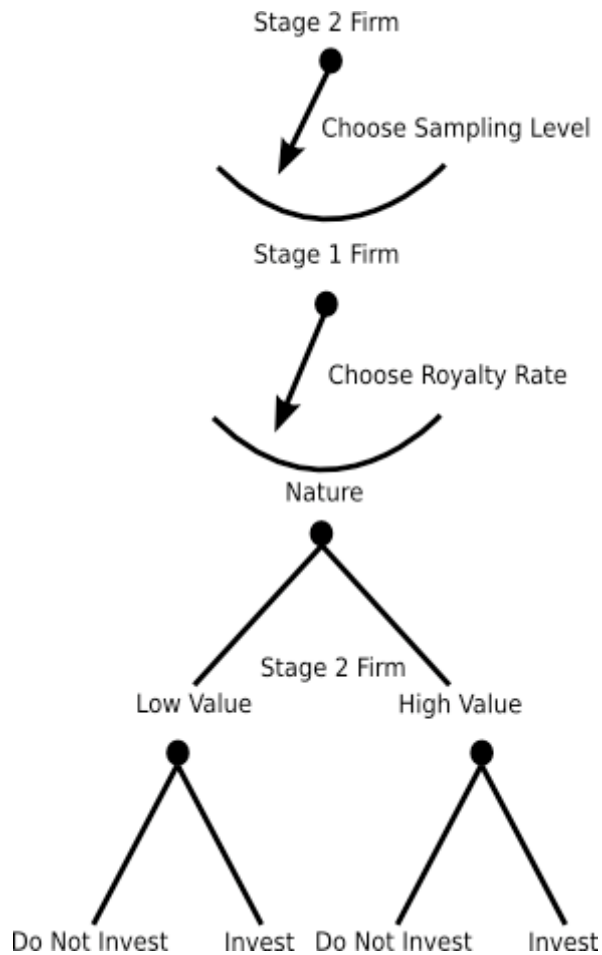 Stage 2 Firm
Choose Sampling Level
Stage 1 Firm
Choose Royalty Rate
Nature
Stage 2 Firm
Low Value
High Value
Do Not Invest
Invest
Do Not Invest
Invest